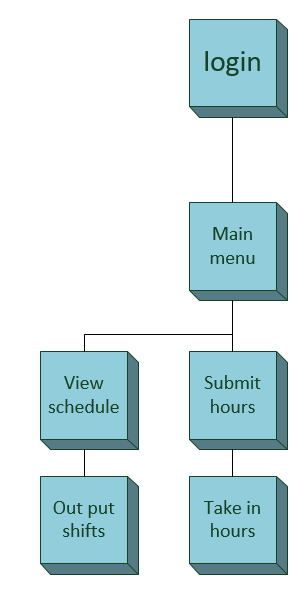 login
Main
menu
View
schedule
Submit
hours
Out put
shifts
Take in
hours